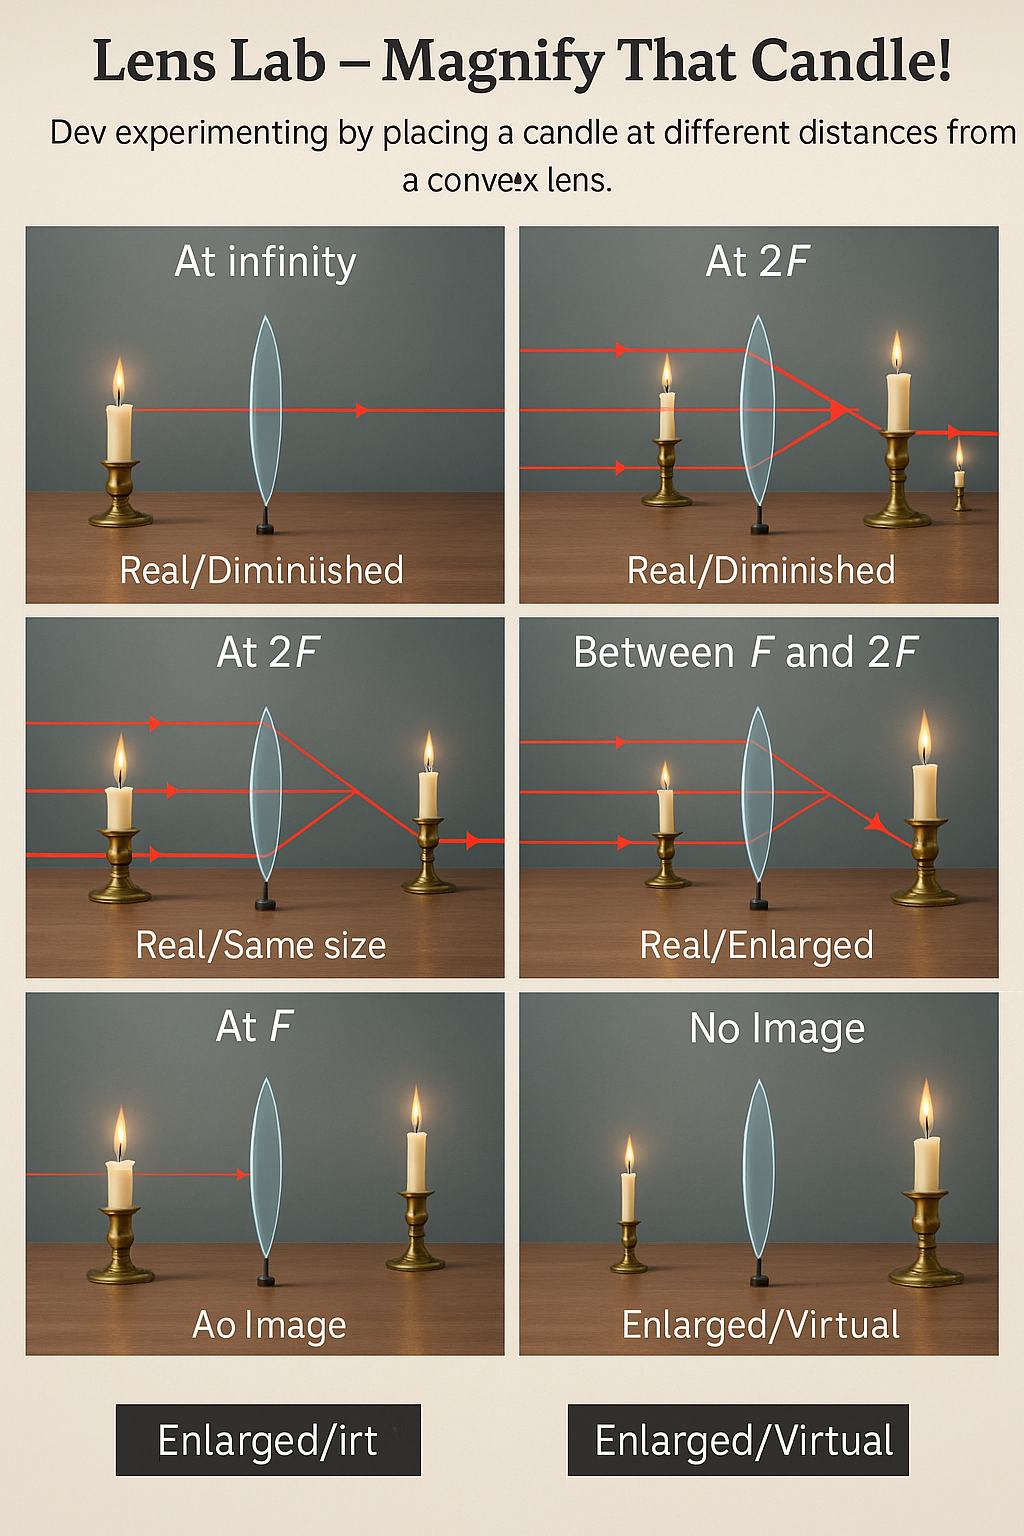 Lens Lab – Magnify That Candle!
Dev experimenting by placing a candle at different distances from
a convex lens.
At infinity
Real/Diminiished
At 2F
Real/Diminished
At 2F
Real/Same size
Between F and 2F
Real/Enlarged
At F
Ao Image
No Image
Enlarged/Virtual
Enlarged/irt
Enlarged/Virtual